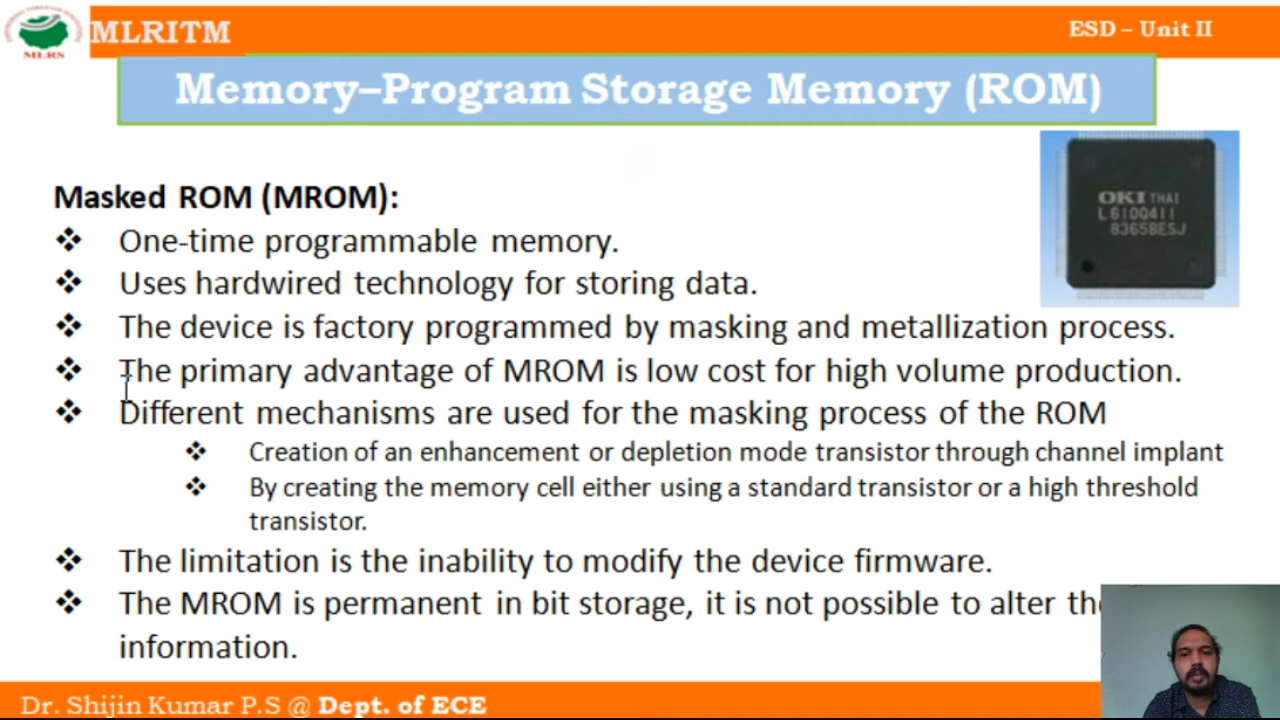 MLRITM
ESD – Unit II
MLRS
Memory–Program Storage Memory (ROM)
OKI THAI
L610Q411
8365BESJ
Masked ROM (MROM):
One-time programmable memory.
Uses hardwired technology for storing data.
The device is factory programmed by masking and metallization process.
The primary advantage of MROM is low cost for high volume production.
Different mechanisms are used for the masking process of the ROM
Creation of an enhancement or depletion mode transistor through channel implant
By creating the memory cell either using a standard transistor or a high threshold
transistor.
The limitation is the inability to modify the device firmware.
The MROM is permanent in bit storage, it is not possible to alter the
information.
Dr. Shijin Kumar P.S @ Dept. of ECE